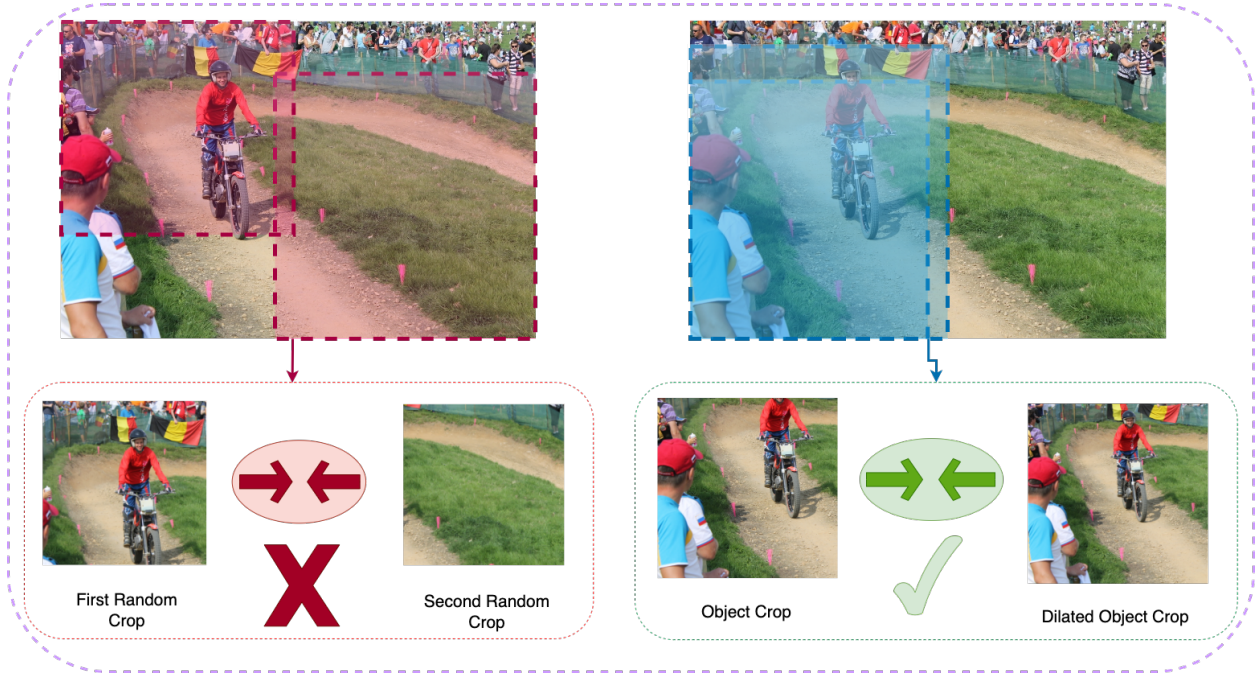 First Random
Crop
Second Random
Crop
Object Crop
Dilated Object Crop